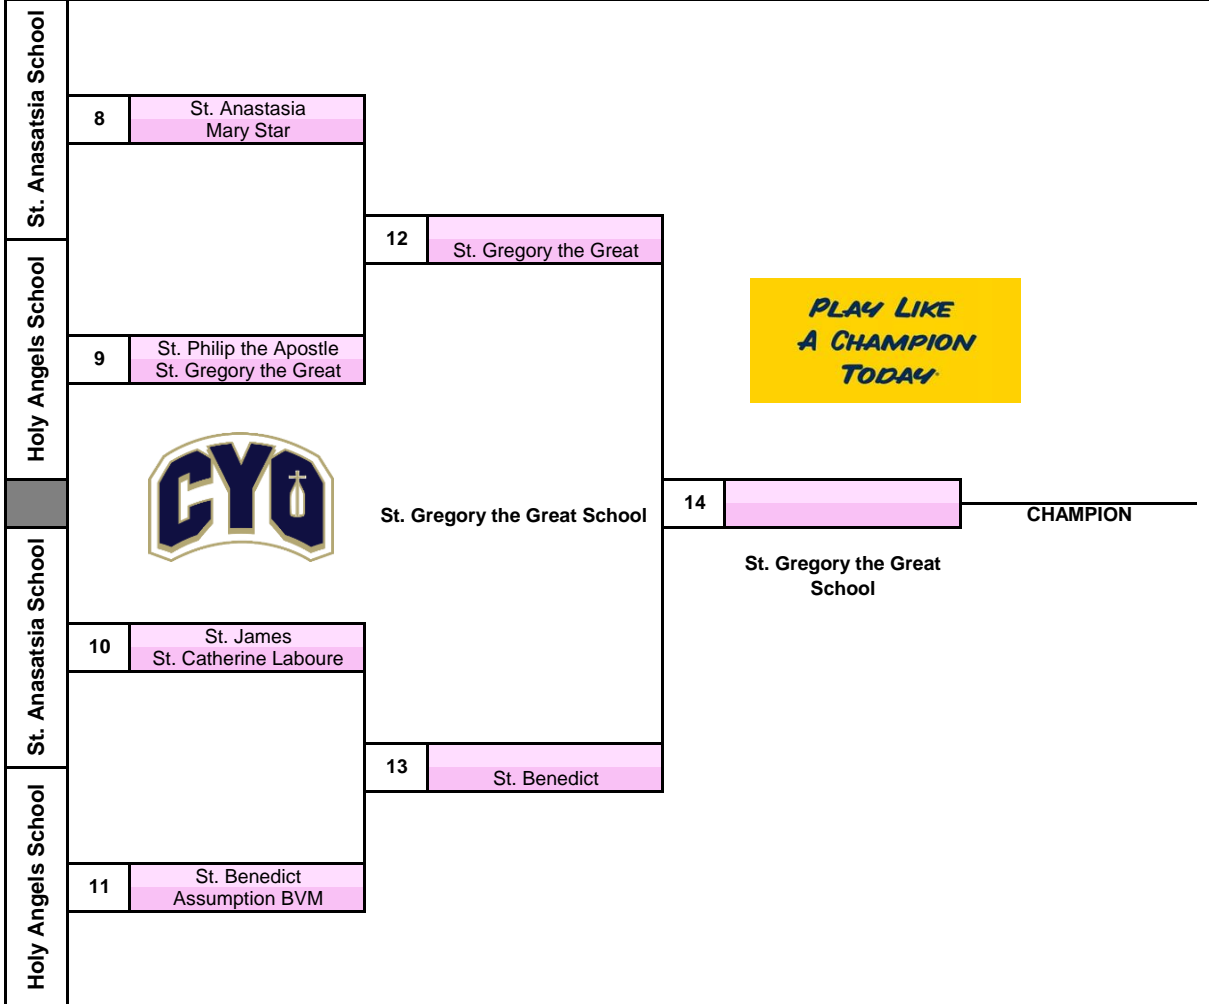 St. Anasatsia School
8
St. Anastasia
Mary Star
12
St. Gregory the Great
Holy Angels School
9
St. Philip the Apostle
St. Gregory the Great
PLAY LIKE
A CHAMPION
TODAY
CYO
St. Gregory the Great School
14
CHAMPION
St. Gregory the Great
School
St. Anasatsia School
10
St. James
St. Catherine Laboure
13
St. Benedict
Holy Angels School
11
St. Benedict
Assumption BVM